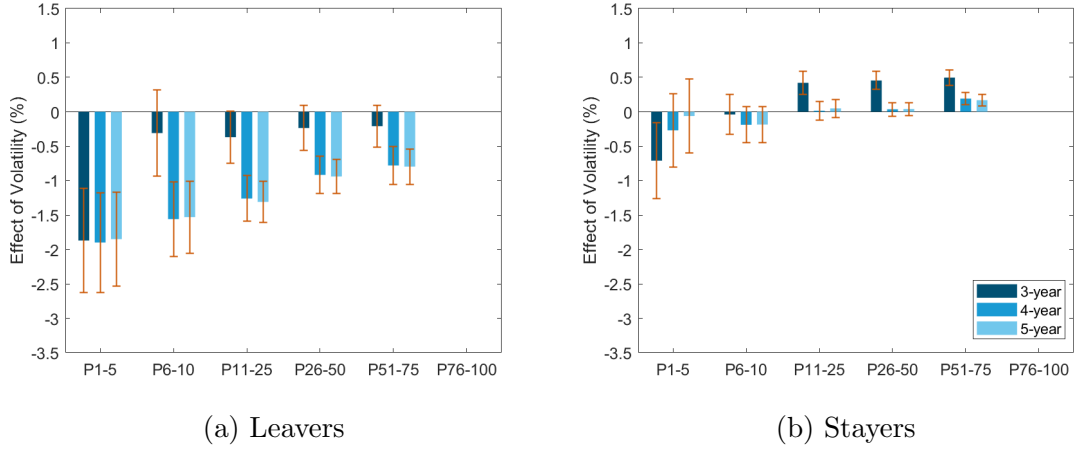 1.5
1
0.5
0
-0.5
-1
-1.5
-2
-2.5
-3
-3.5
Effect of Volatility (%)
P1-5 P6-10 P11-25 P26-50 P51-75 P76-100
(a) Leavers
1.5
1
0.5
0
-0.5
-1
-1.5
-2
-2.5
-3
-3.5
Effect of Volatility (%)
3-year
4-year
5-year
P1-5 P6-10 P11-25 P26-50 P51-75 P76-100
(b) Stayers